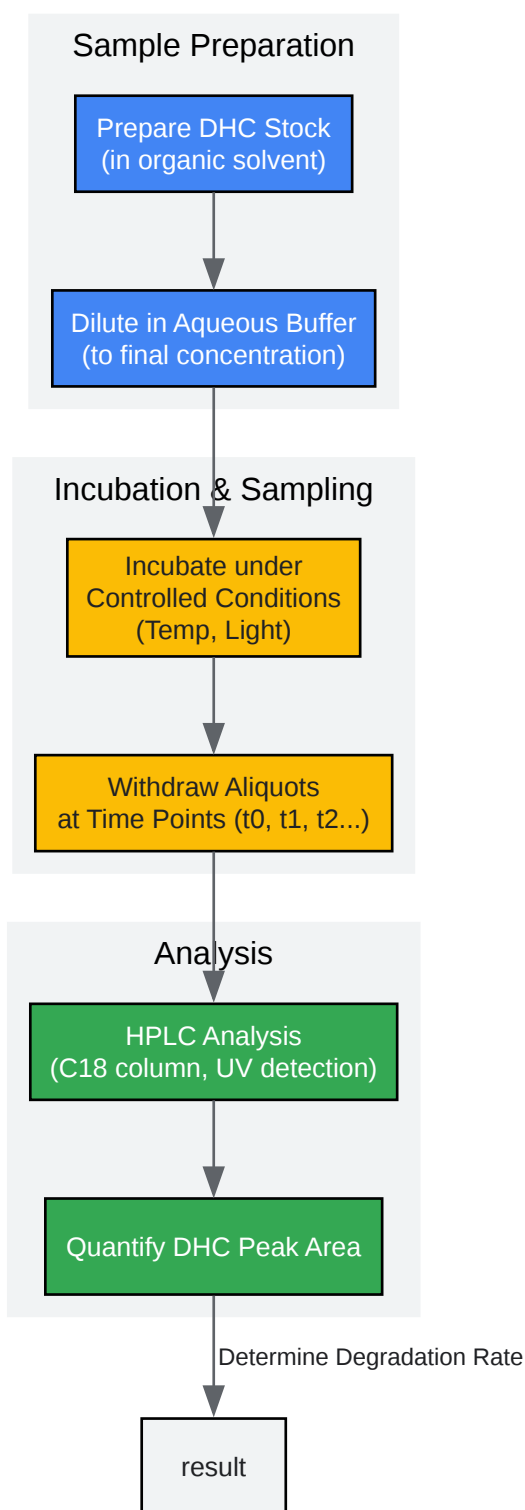 Sample Preparation
Prepare DHC Stock
(in organic solvent)
Dilute in Aqueous Buffer
(to final concentration)
Incubation & Sampling
Incubate under
Controlled Conditions
(Temp, Light)
Withdraw Aliquots
at Time Points (t0, t1, t2...)
Analysis
HPLC Analysis
(C18 column, UV detection)
Quantify DHC Peak Area
Determine Degradation Rate
result